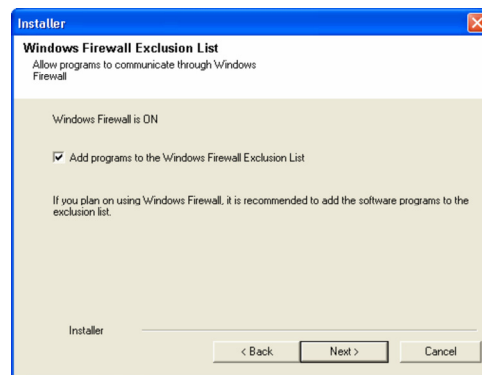 Installer
Windows Firewall Exclusion List
Allow programs to communicate through Windows
Firewall
Windows Firewall is ON
Add programs to the Windows Firewall Exclusion List
If you plan on using Windows Firewall, it is recommended to add the software programs to the
exclusion list.
Installer
< Back
Next >
Cancel